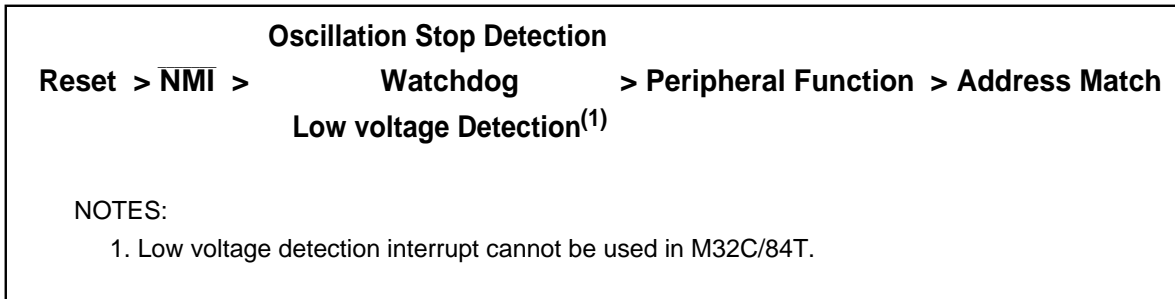 Oscillation Stop Detection
Reset > NMI > Watchdog > Peripheral Function > Address Match
Low voltage Detection(1)
NOTES:
1. Low voltage detection interrupt cannot be used in M32C/84T.